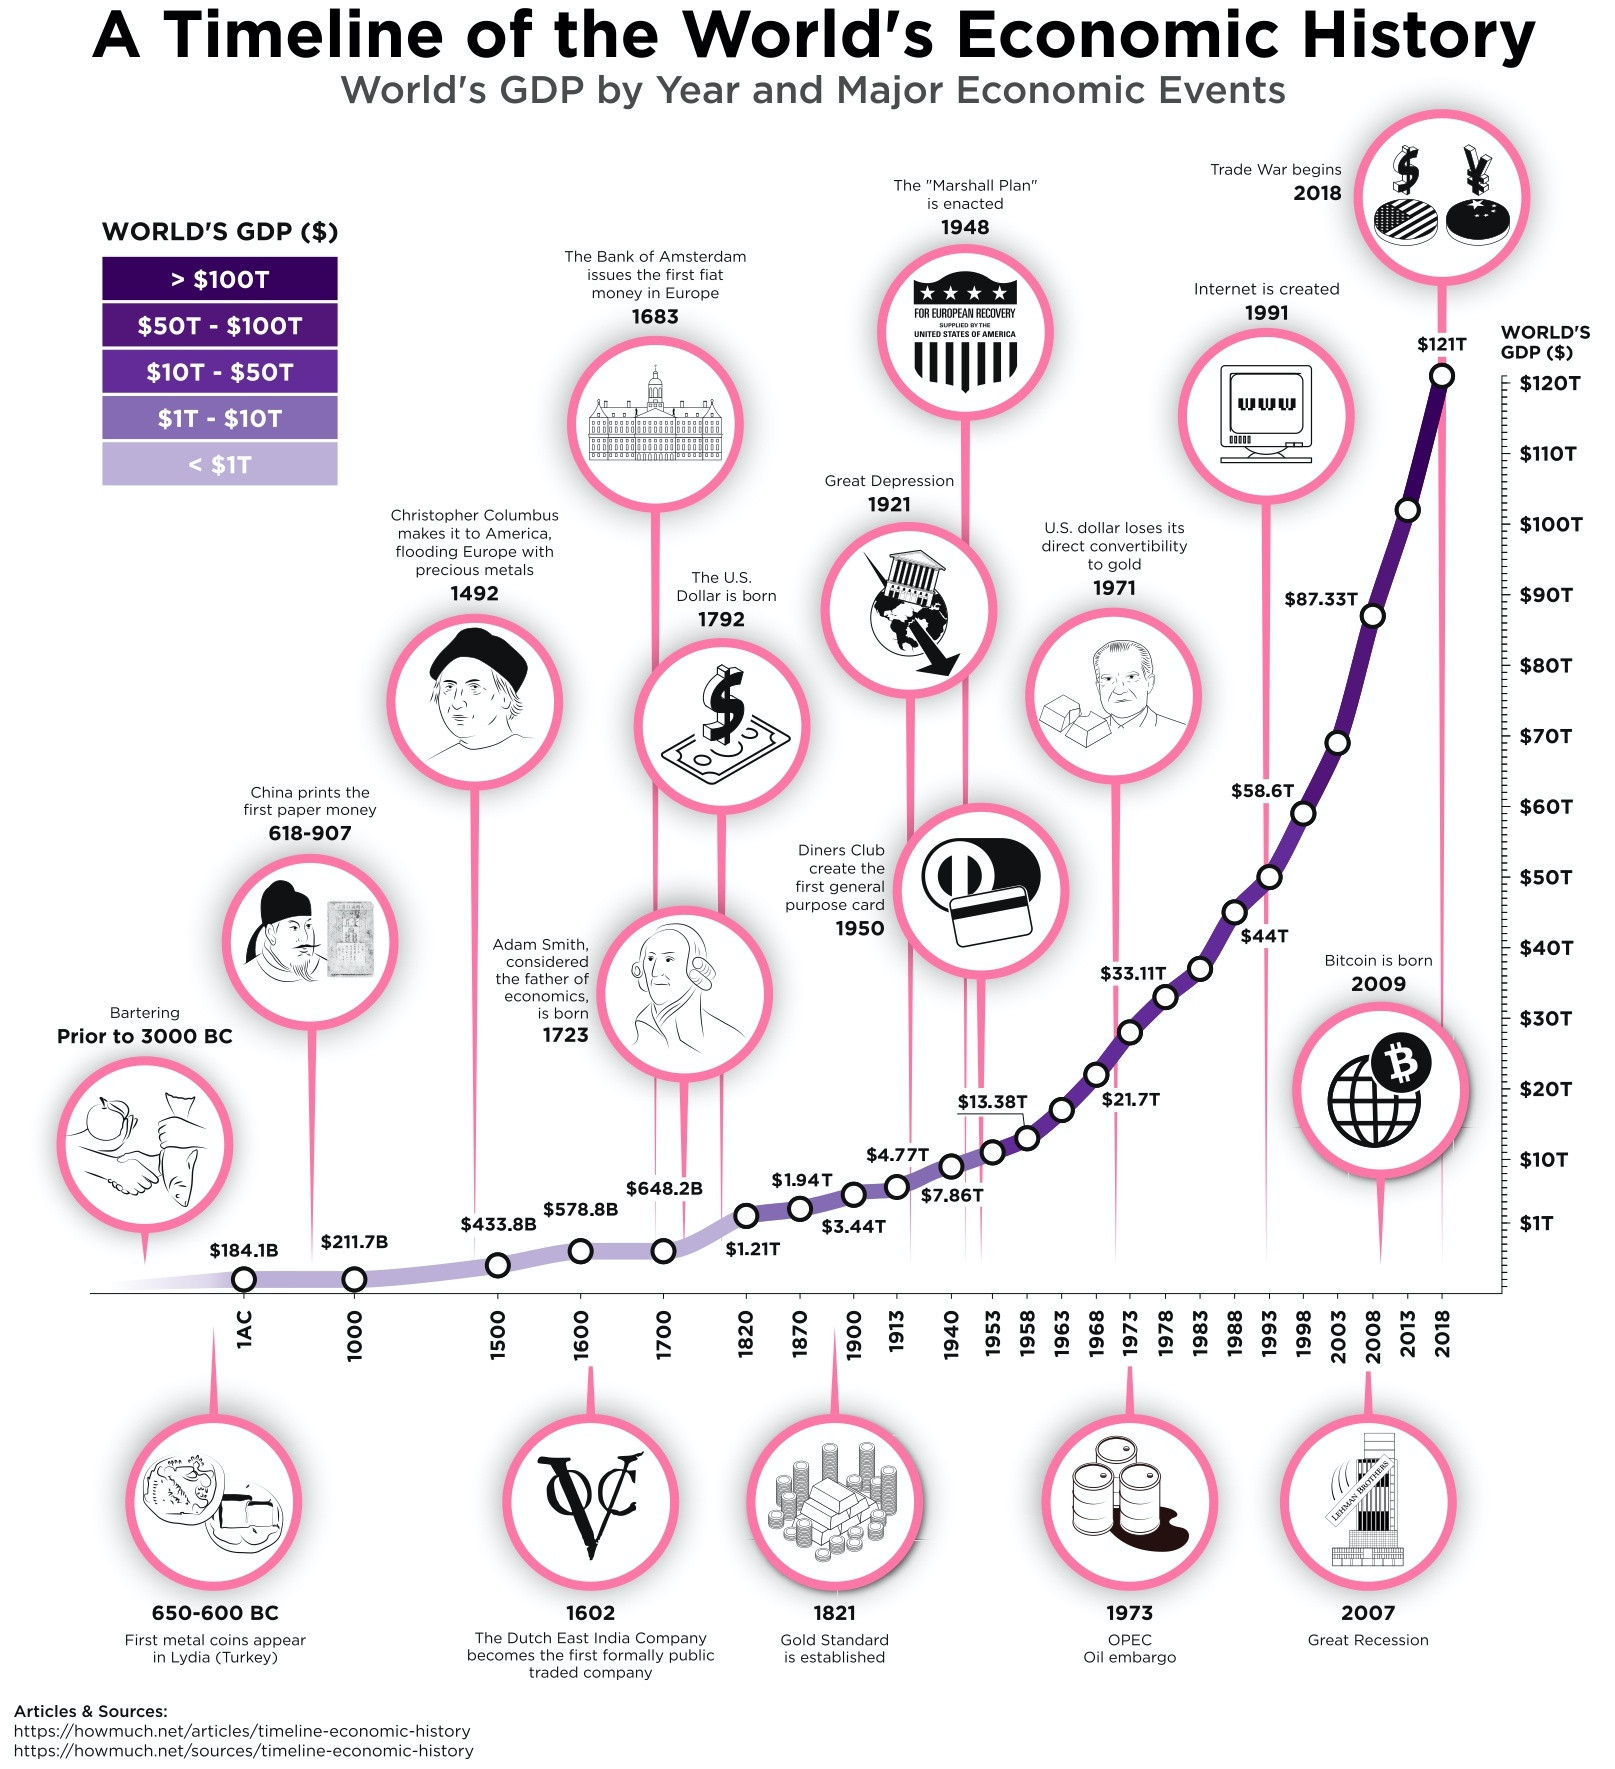 A Timeline of the World's Economic History
World's GDP by Year and Major Economic Events
WORLD'S GDP ($)
> $100T
$50T - $100T
$10T - $50T
$1T - $10T
< $1T
Bartering
Prior to 3000 BC
China prints the
first paper money
618-907
Christopher Columbus
makes it to America,
flooding Europe with
precious metals
1492
The Bank of Amsterdam
issues the first fiat
money in Europe
1683
The U.S.
Dollar is born
1792
Adam Smith,
considered
the father of
economics,
is born
1723
The "Marshall Plan"
is enacted
1948
FOR EUROPEAN RECOVERY
SUPPLIED BY THE
UNITED STATES OF AMERICA
Great Depression
1921
Diners Club
create the
first general
purpose card
1950
U.S. dollar loses its
direct convertibility
to gold
1971
Internet is created
1991
WWW
Trade War begins
2018
Bitcoin is born
2009
WORLD'S
GDP ($)
$120T
$110T
$100T
$90T
$80T
$70T
$60T
$50T
$40T
$30T
$20T
$10T
$1T
$184.1B
$211.7B
$433.8B
$578.8B
$648.2B
$1.21T
$1.94T
$3.44T
$4.77T
$7.86T
$13.38T
$21.7T
$33.11T
$44T
$58.6T
$87.33T
$121T
1AC
1000
1500
1600
1700
1820
1870
1900
1913
1940
1953
1958
1963
1968
1973
1978
1983
1988
1993
1998
2003
2008
2013
2018
650-600 BC
First metal coins appear
in Lydia (Turkey)
VOC
1602
The Dutch East India Company
becomes the first formally public
traded company
1821
Gold Standard
is established
1973
OPEC
Oil embargo
LEHMAN BROTHERS
2007
Great Recession
Articles & Sources:
https://howmuch.net/articles/timeline-economic-history
https://howmuch.net/sources/timeline-economic-history